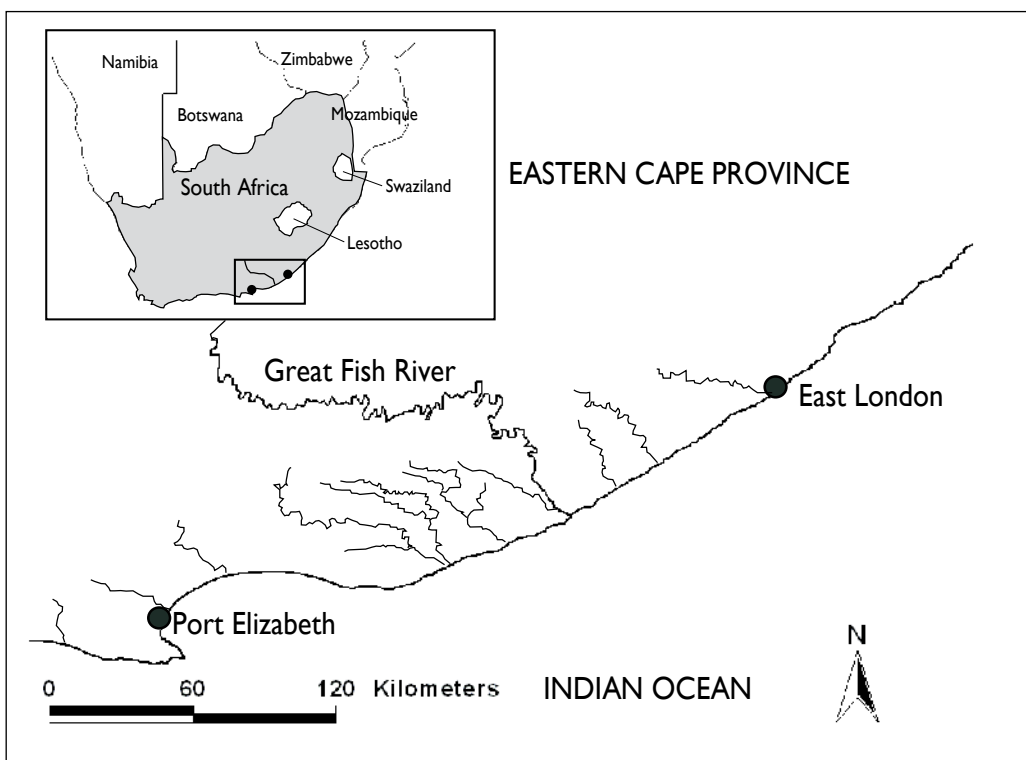 Namibia
Zimbabwe
Botswana
Mozambique
South Africa
Swaziland
Lesotho
EASTERN CAPE PROVINCE
Great Fish River
East London
Port Elizabeth
0 60 120 Kilometers
INDIAN OCEAN
N